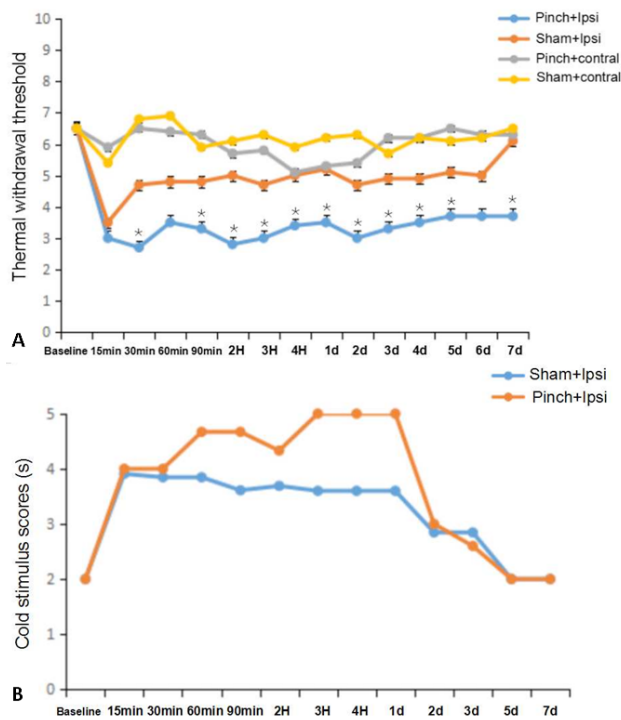 Pinch+Ipsi
Sham+Ipsi
Pinch+contral
Sham+contral
Thermal withdrawal threshold
10
9
8
7
6
5
4
3
2
1
0
* * * * * * * * * * *
A
Baseline 15min 30min 60min 90min 2H 3H 4H 1d 2d 3d 4d 5d 6d 7d
Sham+Ipsi
Pinch+Ipsi
Cold stimulus scores (s)
5
4
3
2
1
0
B
Baseline 15min 30min 60min 90min 2H 3H 4H 1d 2d 3d 5d 7d